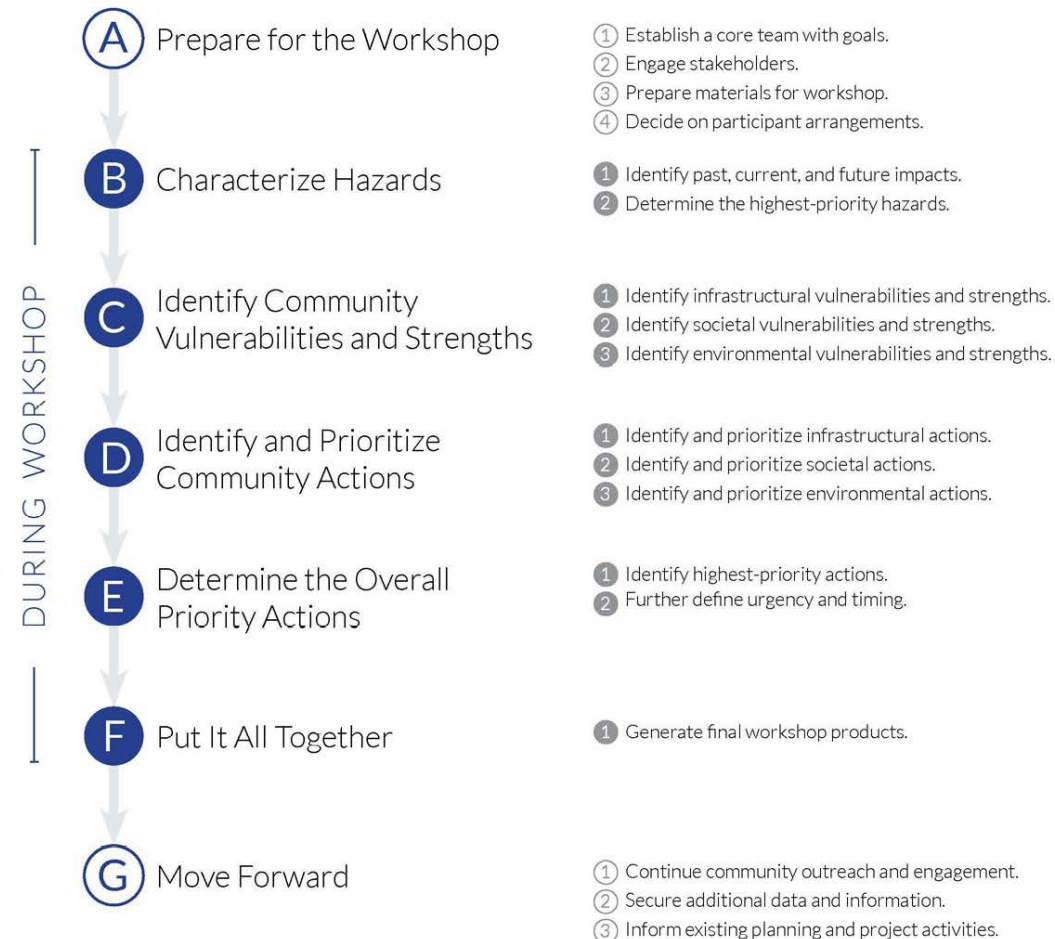 A Prepare for the Workshop
1 Establish a core team with goals.
2 Engage stakeholders.
3 Prepare materials for workshop.
4 Decide on participant arrangements.
DURING WORKSHOP
B Characterize Hazards
1 Identify past, current, and future impacts.
2 Determine the highest-priority hazards.
C Identify Community
Vulnerabilities and Strengths
1 Identify infrastructural vulnerabilities and strengths.
2 Identify societal vulnerabilities and strengths.
3 Identify environmental vulnerabilities and strengths.
D Identify and Prioritize
Community Actions
1 Identify and prioritize infrastructural actions.
2 Identify and prioritize societal actions.
3 Identify and prioritize environmental actions.
E Determine the Overall
Priority Actions
1 Identify highest-priority actions.
2 Further define urgency and timing.
F Put It All Together
1 Generate final workshop products.
G Move Forward
1 Continue community outreach and engagement.
2 Secure additional data and information.
3 Inform existing planning and project activities.